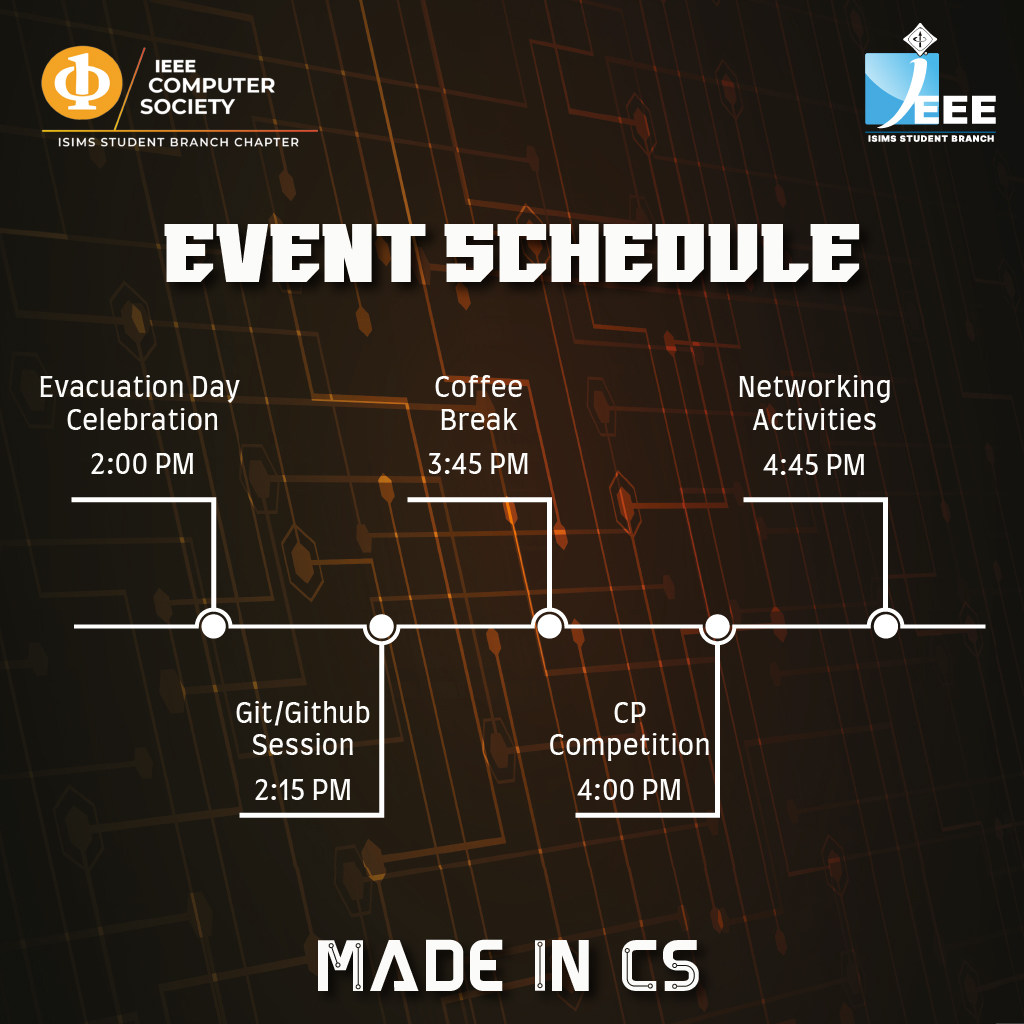 IEEE
COMPUTER
SOCIETY
ISIMS STUDENT BRANCH CHAPTER
IEEE
ISIMS STUDENT BRANCH
EVENT SCHEDULE
Evacuation Day
Celebration
2:00 PM
Git/Github
Session
2:15 PM
Coffee
Break
3:45 PM
CP
Competition
4:00 PM
Networking
Activities
4:45 PM
MADE IN CS